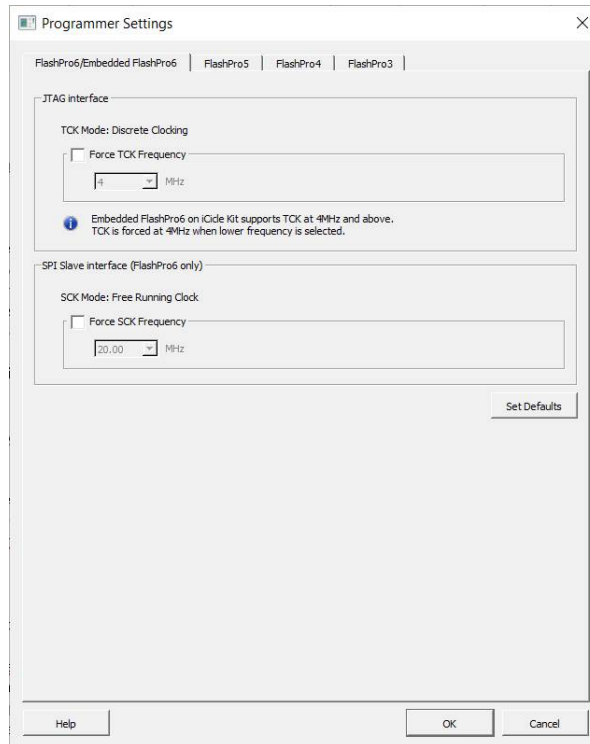 Programmer Settings
FlashPro6/Embedded FlashPro6 FlashPro5 FlashPro4 FlashPro3
JTAG interface
TCK Mode: Discrete Clocking
Force TCK Frequency
4 MHz
Embedded FlashPro6 on iCicle Kit supports TCK at 4MHz and above.
TCK is forced at 4MHz when lower frequency is selected.
SPI Slave interface (FlashPro6 only)
SCK Mode: Free Running Clock
Force SCK Frequency
20.00 MHz
Set Defaults
Help OK Cancel